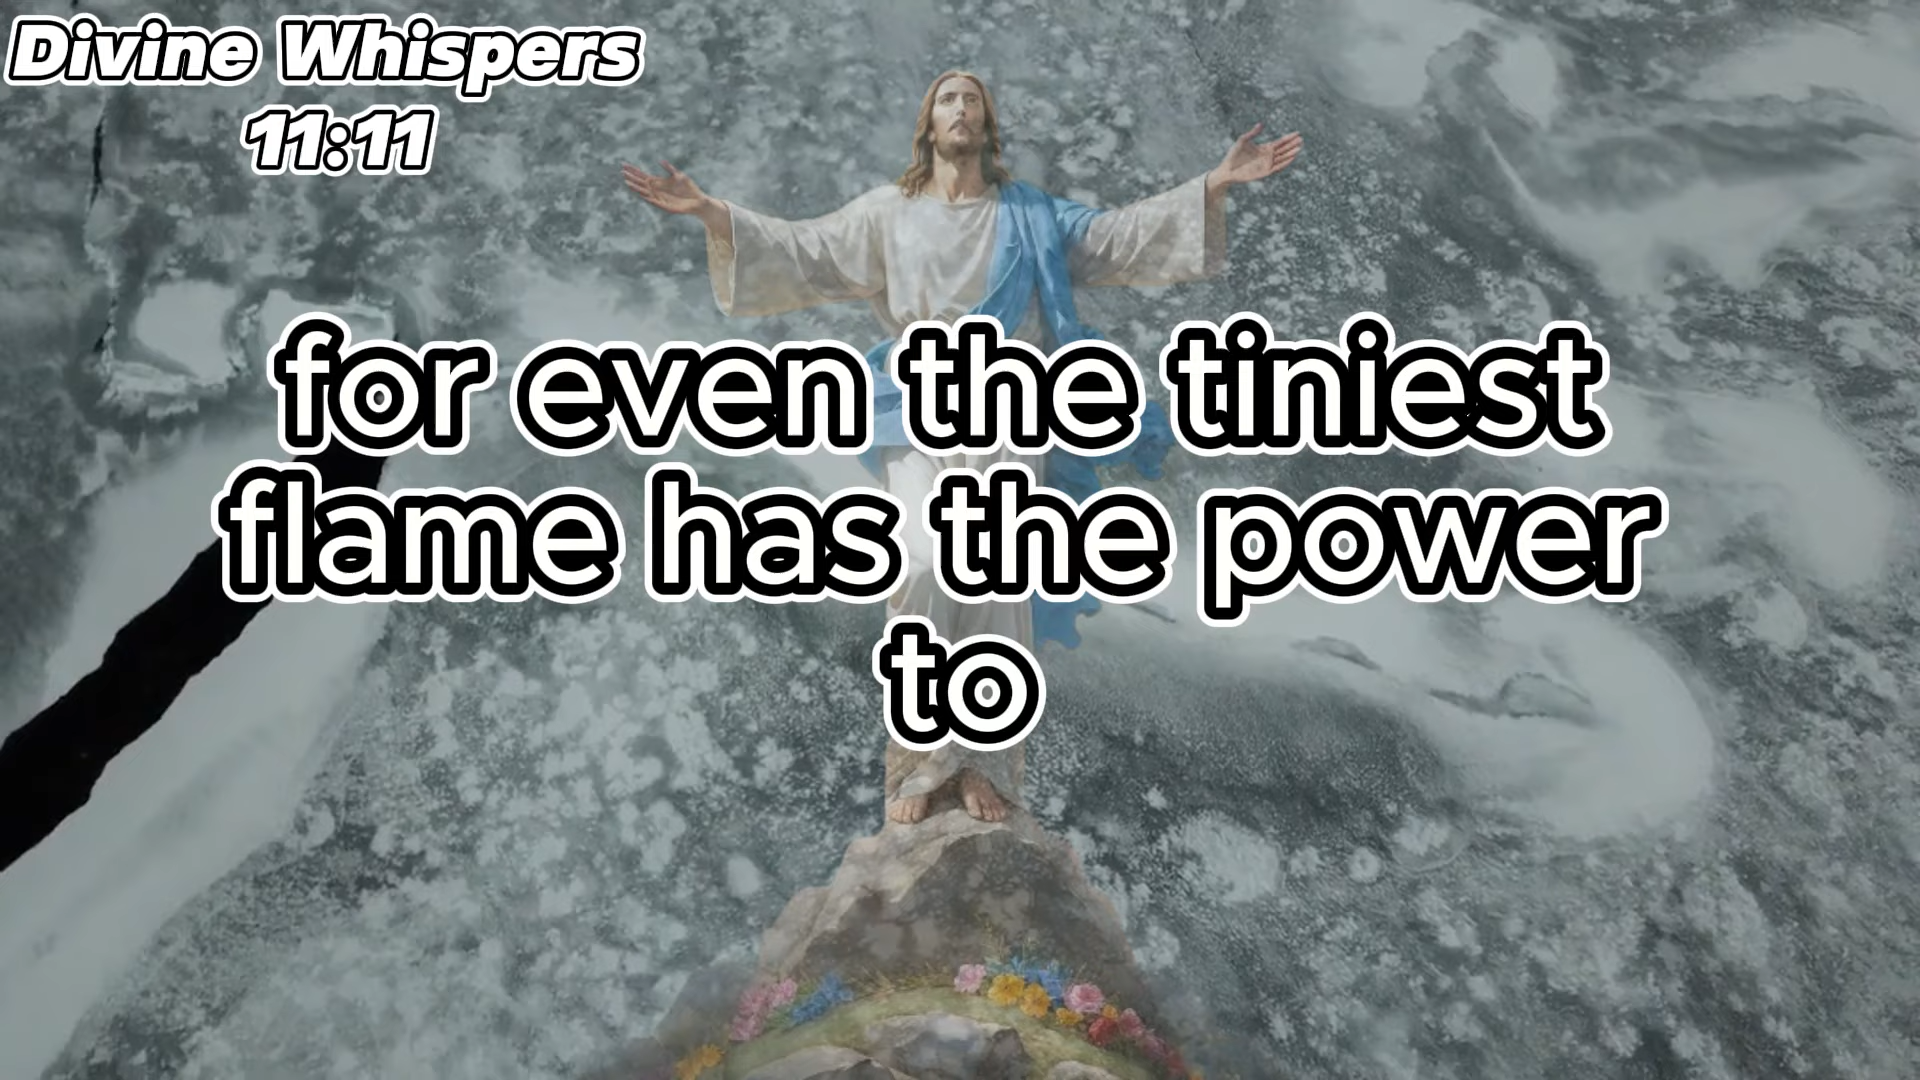 Divine Whispers
11:11
for even the tiniest
flame has the power
to